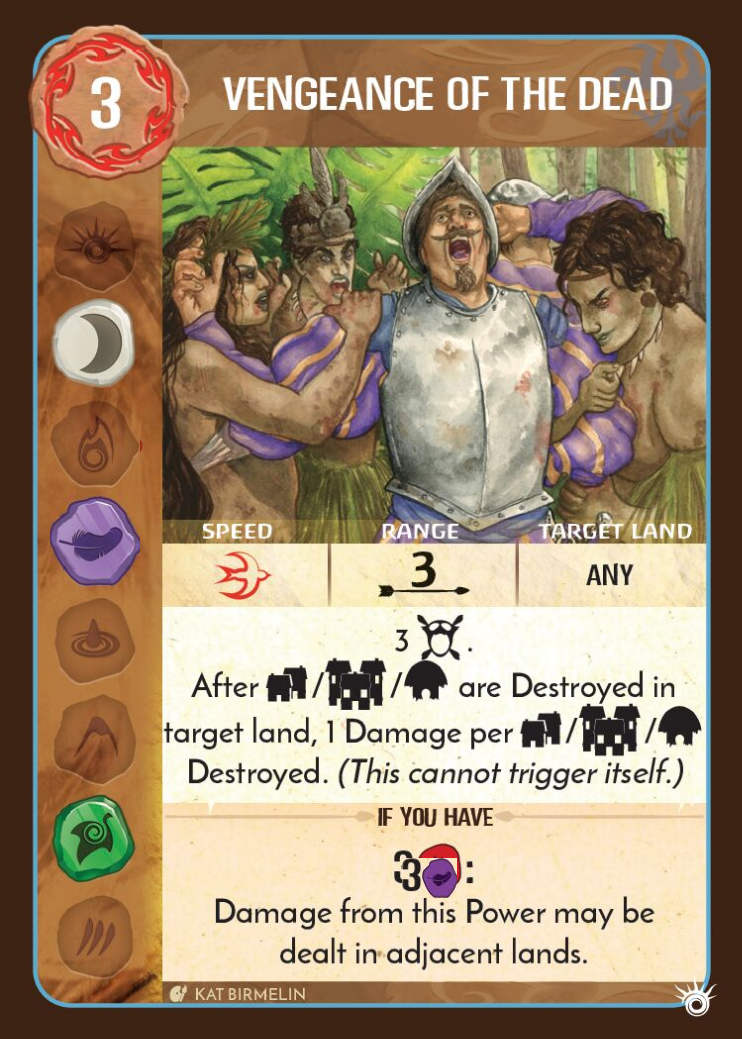 3
VENGEANCE OF THE DEAD
SPEED RANGE TARGET LAND
3 ANY
3 .
After / / are Destroyed in
target land, 1 Damage per / /
Destroyed. (This cannot trigger itself.)
IF YOU HAVE
3 :
Damage from this Power may be
dealt in adjacent lands.
KAT BIRMELIN